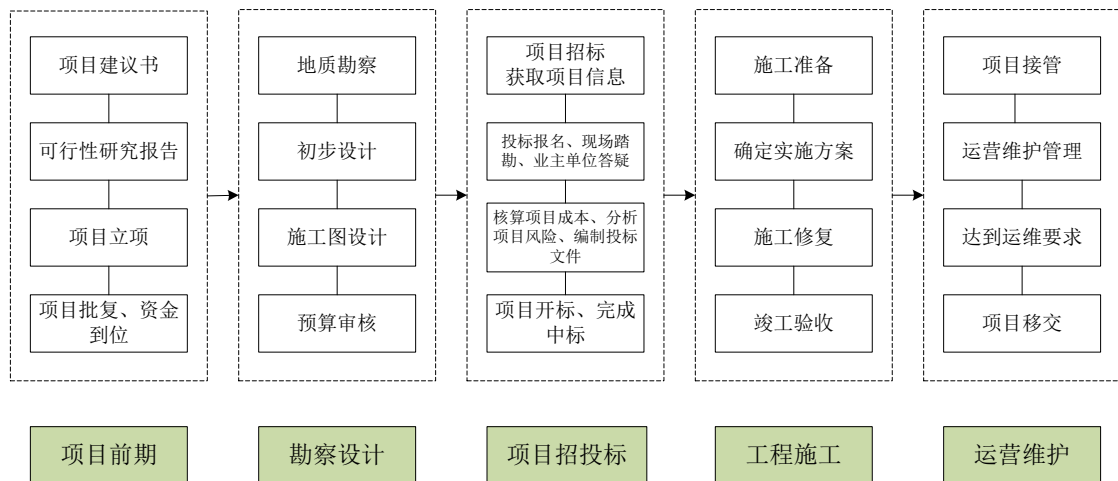 项目建议书
可行性研究报告
项目立项
项目批复、资金
到位
地质勘察
初步设计
施工图设计
预算审核
项目招标
获取项目信息
投标报名、现场踏
勘、业主单位答疑
核算项目成本、分析
项目风险、编制投标
文件
项目开标、完成
中标
施工准备
确定实施方案
施工修复
竣工验收
项目接管
运营维护管理
达到运维要求
项目移交
项目前期
勘察设计
项目招投标
工程施工
运营维护